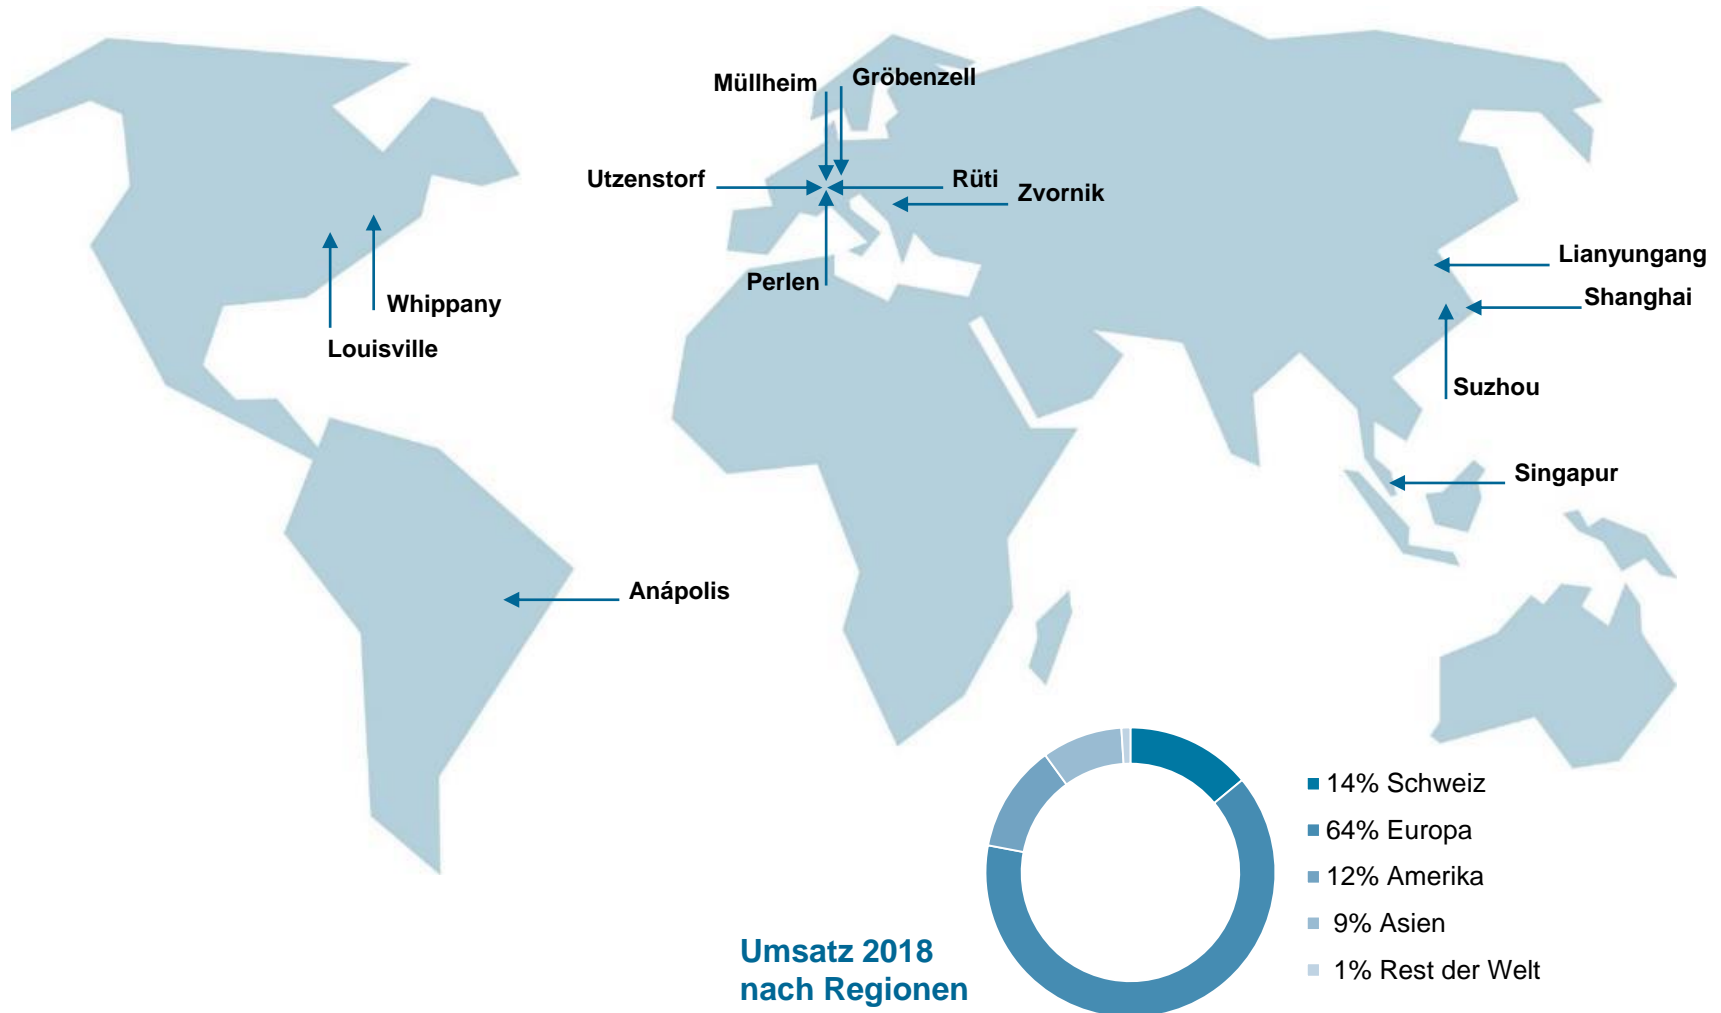 Müllheim
Gröbenzell
Utzenstorf
Rüti
Zvornik
Perlen
Whippany
Louisville
Lianyungang
Shanghai
Suzhou
Singapur
Anápolis
Umsatz 2018
nach Regionen
14% Schweiz
64% Europa
12% Amerika
9% Asien
1% Rest der Welt